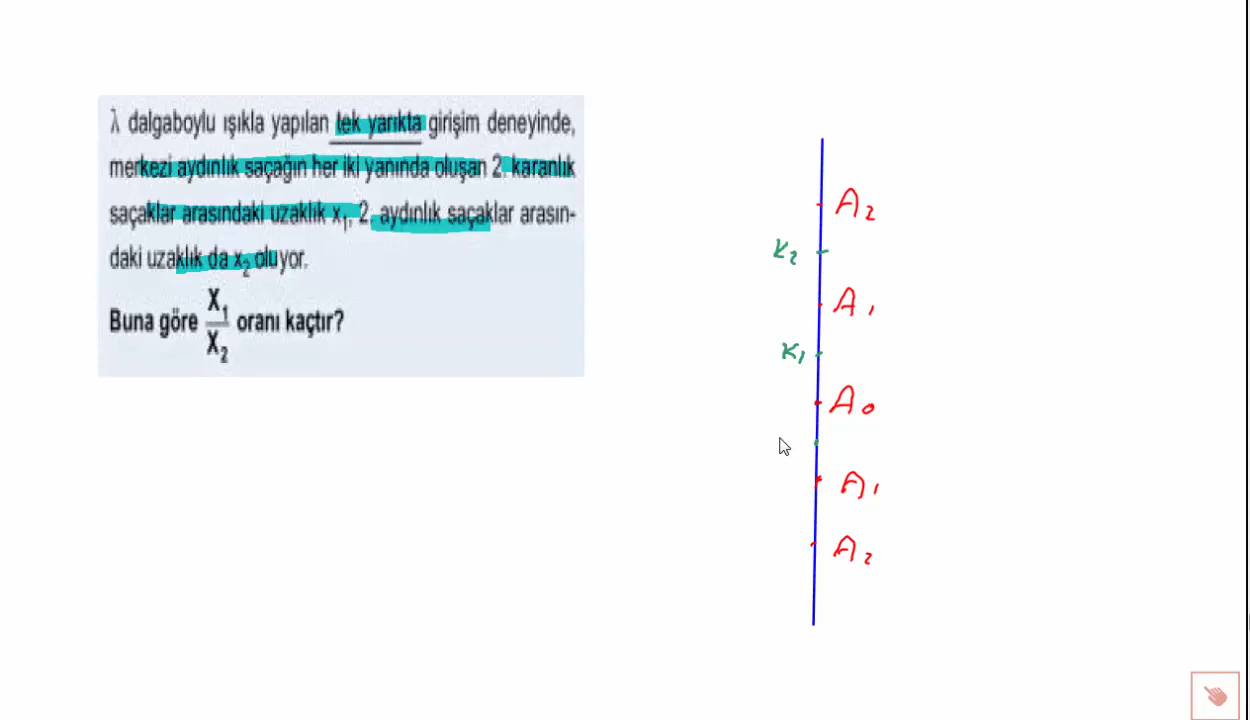 λ dalgaboylu ışıkla yapılan tek yarıkta girişim deneyinde,
merkezi aydınlık saçağın her iki yanında oluşan 2. karanlık
saçaklar arasındaki uzaklık x₁, 2. aydınlık saçaklar arasın-
daki uzaklık da x₂ oluyor.
Buna göre X₁/X₂ oranı kaçtır?
A₂
K₂
A₁
K₁
A₀
A₁
A₂